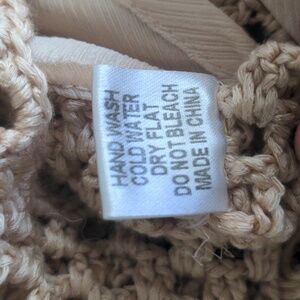 HAND WASH
COLD WATER
DRY FLAT
DO NOT BLEACH
MADE IN CHINA